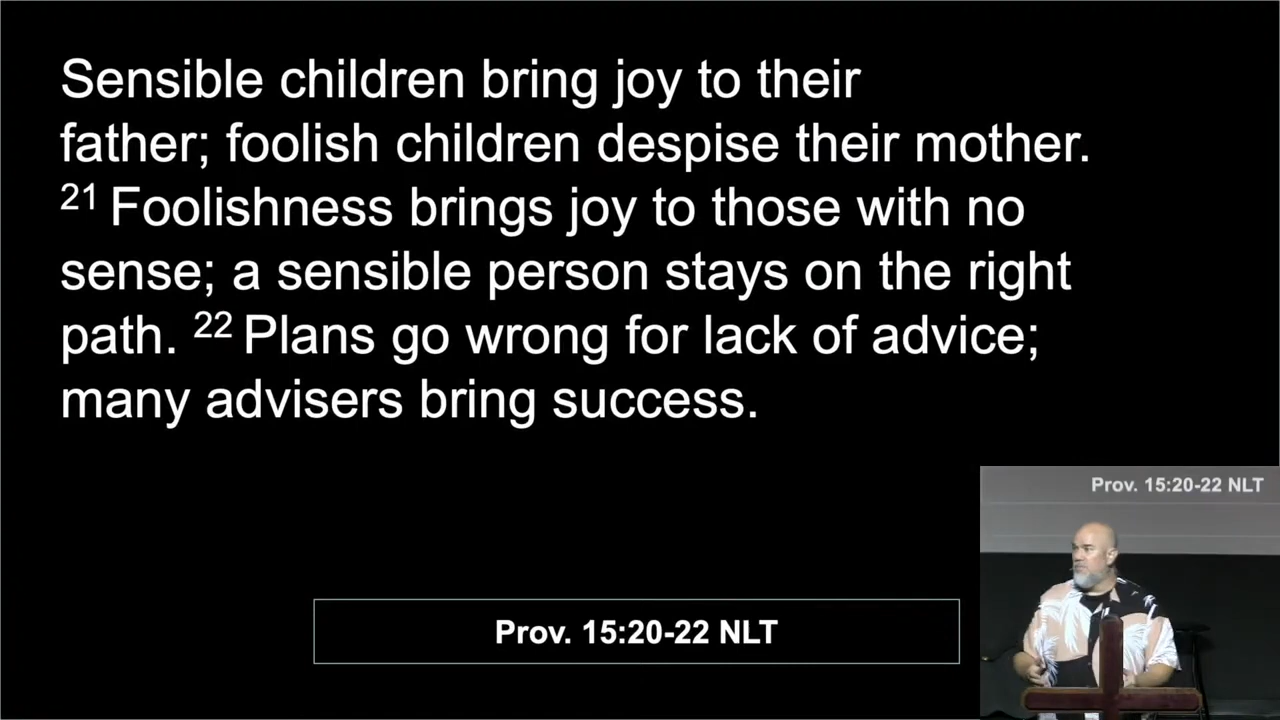 Sensible children bring joy to their
father; foolish children despise their mother.
21 Foolishness brings joy to those with no
sense; a sensible person stays on the right
path. 22 Plans go wrong for lack of advice;
many advisers bring success.
Prov. 15:20-22 NLT
Prov. 15:20-22 NLT